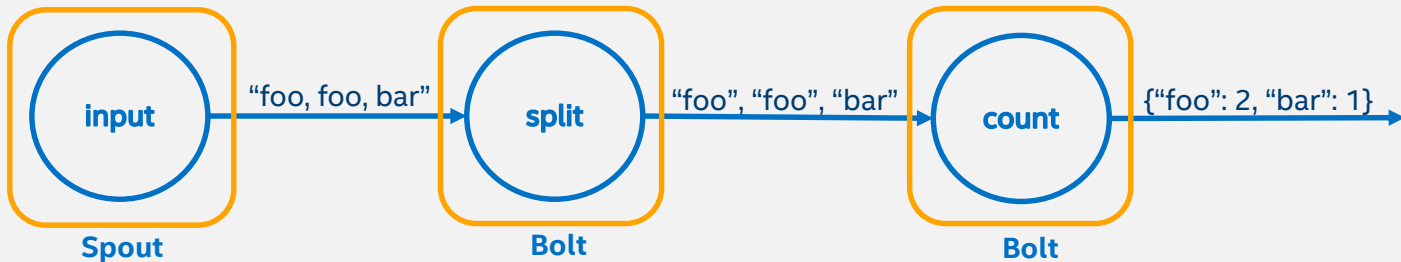 “foo, foo, bar”
“foo”, “foo”, “bar”
{“foo”: 2, “bar”: 1}
input
split
count
Spout
Bolt
Bolt